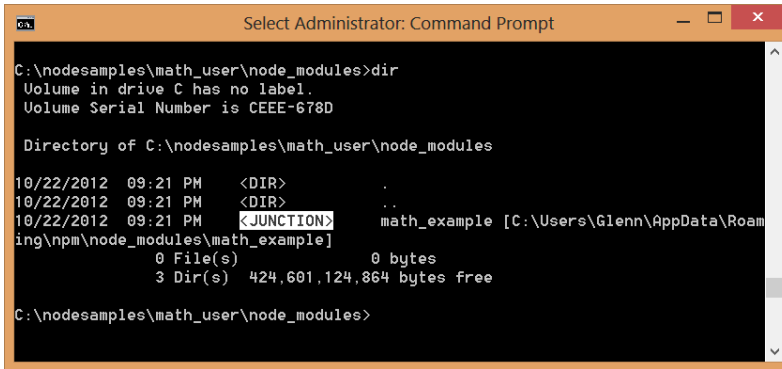 Select Administrator: Command Prompt
C:\nodesamples\math_user\node_modules>dir
Volume in drive C has no label.
Volume Serial Number is CEEE-678D
Directory of C:\nodesamples\math_user\node_modules
10/22/2012 09:21 PM <DIR> .
10/22/2012 09:21 PM <DIR> ..
10/22/2012 09:21 PM <JUNCTION> math_example [C:\Users\Glenn\AppData\Roam
ing\npm\node_modules\math_example]
0 File(s) 0 bytes
3 Dir(s) 424,601,124,864 bytes free
C:\nodesamples\math_user\node_modules>